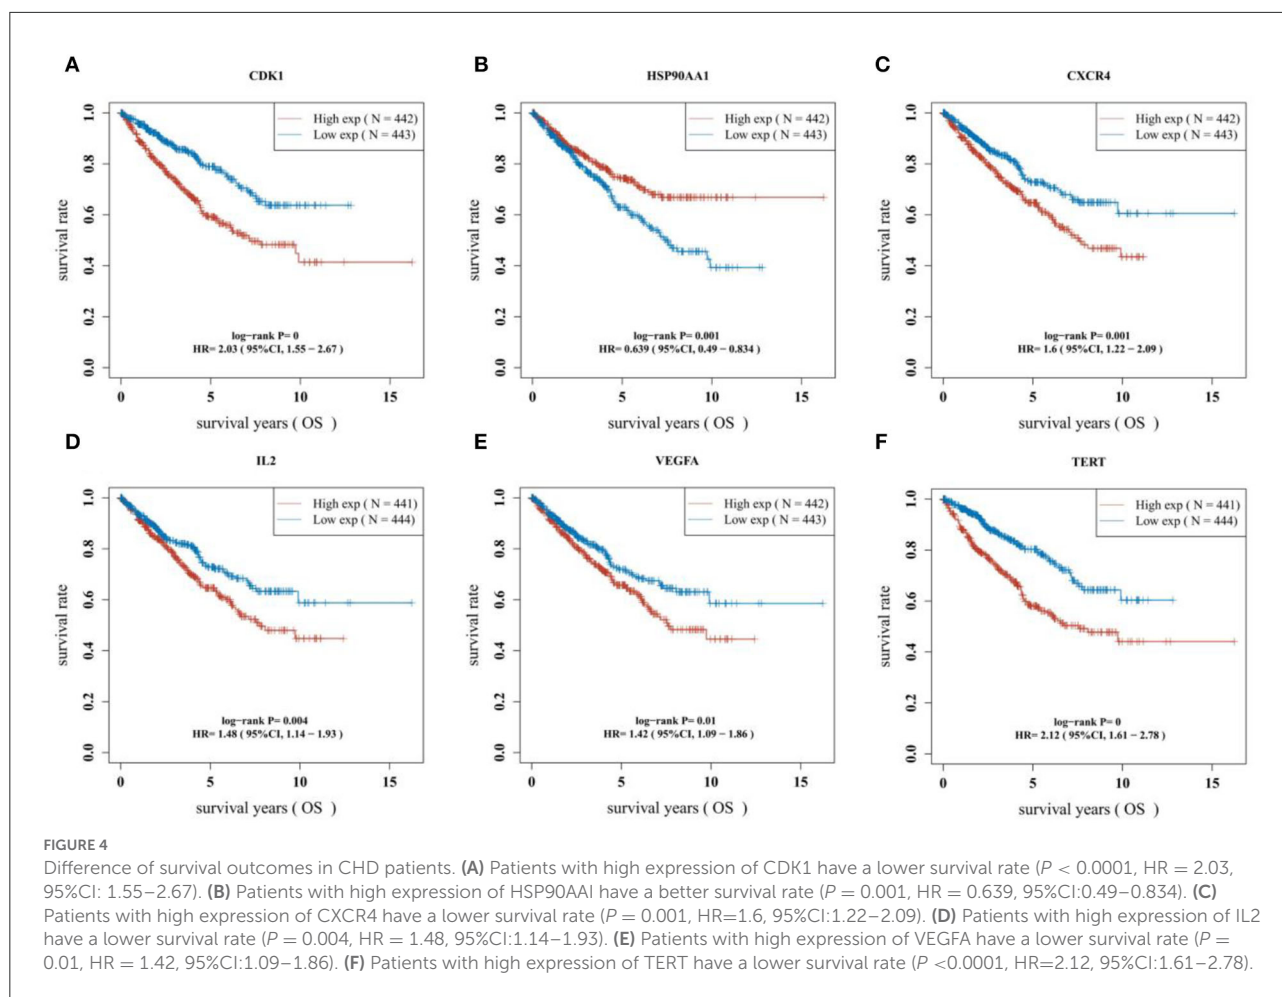 A
CDK1
High exp ( N = 442)
Low exp ( N = 443)
survival rate
1.0
0.8
0.6
0.4
0.2
0.0
log−rank P= 0
HR= 2.03 ( 95%CI, 1.55 − 2.67 )
0 5 10 15
survival years ( OS )
B
HSP90AA1
High exp ( N = 442)
Low exp ( N = 443)
survival rate
1.0
0.8
0.6
0.4
0.2
0.0
log−rank P= 0.001
HR= 0.639 ( 95%CI, 0.49 − 0.834 )
0 5 10 15
survival years ( OS )
C
CXCR4
High exp ( N = 442)
Low exp ( N = 443)
survival rate
1.0
0.8
0.6
0.4
0.2
0.0
log−rank P= 0.001
HR= 1.6 ( 95%CI, 1.22 − 2.09 )
0 5 10 15
survival years ( OS )
D
IL2
High exp ( N = 441)
Low exp ( N = 444)
survival rate
1.0
0.8
0.6
0.4
0.2
0.0
log−rank P= 0.004
HR= 1.48 ( 95%CI, 1.14 − 1.93 )
0 5 10 15
survival years ( OS )
E
VEGFA
High exp ( N = 442)
Low exp ( N = 443)
survival rate
1.0
0.8
0.6
0.4
0.2
0.0
log−rank P= 0.01
HR= 1.42 ( 95%CI, 1.09 − 1.86 )
0 5 10 15
survival years ( OS )
F
TERT
High exp ( N = 441)
Low exp ( N = 444)
survival rate
1.0
0.8
0.6
0.4
0.2
0.0
log−rank P= 0
HR= 2.12 ( 95%CI, 1.61 − 2.78 )
0 5 10 15
survival years ( OS )
FIGURE 4
Difference of survival outcomes in CHD patients. (A) Patients with high expression of CDK1 have a lower survival rate (P < 0.0001, HR = 2.03,
95%CI: 1.55–2.67). (B) Patients with high expression of HSP90AAI have a better survival rate (P = 0.001, HR = 0.639, 95%CI:0.49–0.834). (C)
Patients with high expression of CXCR4 have a lower survival rate (P = 0.001, HR=1.6, 95%CI:1.22–2.09). (D) Patients with high expression of IL2
have a lower survival rate (P = 0.004, HR = 1.48, 95%CI:1.14–1.93). (E) Patients with high expression of VEGFA have a lower survival rate (P =
0.01, HR = 1.42, 95%CI:1.09–1.86). (F) Patients with high expression of TERT have a lower survival rate (P <0.0001, HR=2.12, 95%CI:1.61–2.78).